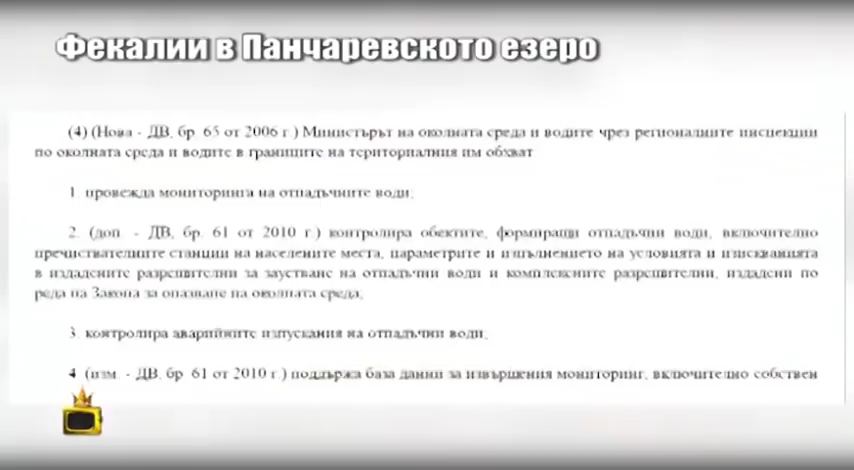 Фекалии в Панчаревското езеро
(4) (Нова - ДВ, бр. 65 от 2006 г.) Министърът на околната среда и водите чрез регионалните инспекции
по околната среда и водите в границите на териториалния им обхват
1. провежда мониторинга на отпадъчните води;
2. (доп. - ДВ, бр. 61 от 2010 г.) контролира обектите, формиращи отпадъчни води, включително
пречиствателните станции на населените места, параметрите и изпълнението на условията и изискванията
в издадените разрешителни за заустване на отпадъчни води и комплексните разрешителни, издадени по
реда на Закона за опазване на околната среда;
3. контролира аварийните изпускания на отпадъчни води;
4. (изм. - ДВ, бр. 61 от 2010 г.) поддържа база данни за извършения мониторинг, включително собствен